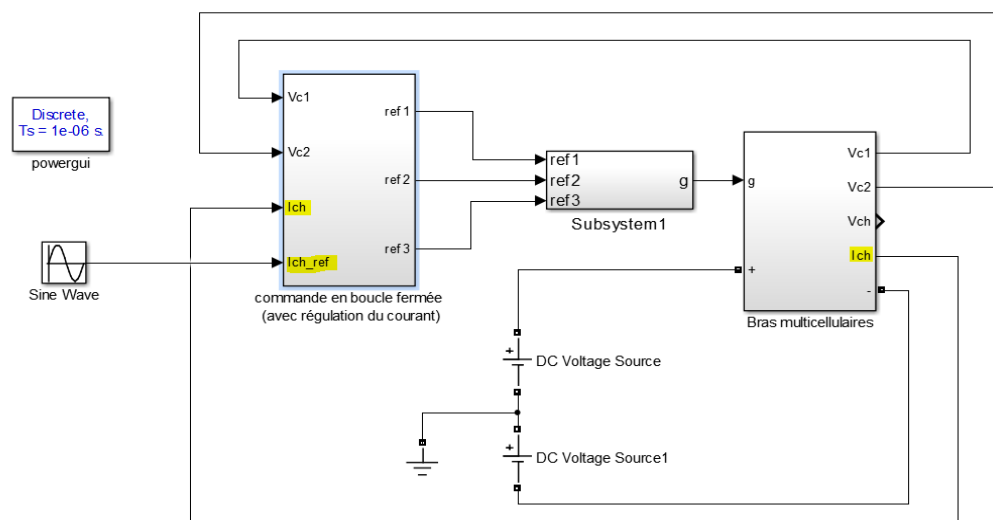 Discrete,
Ts = 1e-06 s.
powergui
Sine Wave
Vc1
Vc2
Ich
Ich_ref
ref 1
ref 2
ref 3
commande en boucle fermée
(avec régulation du courant)
ref1
ref2
ref3
g
Subsystem1
g
+
Vc1
Vc2
Vch
Ich
-
Bras multicellulaires
+
DC Voltage Source
+
DC Voltage Source1